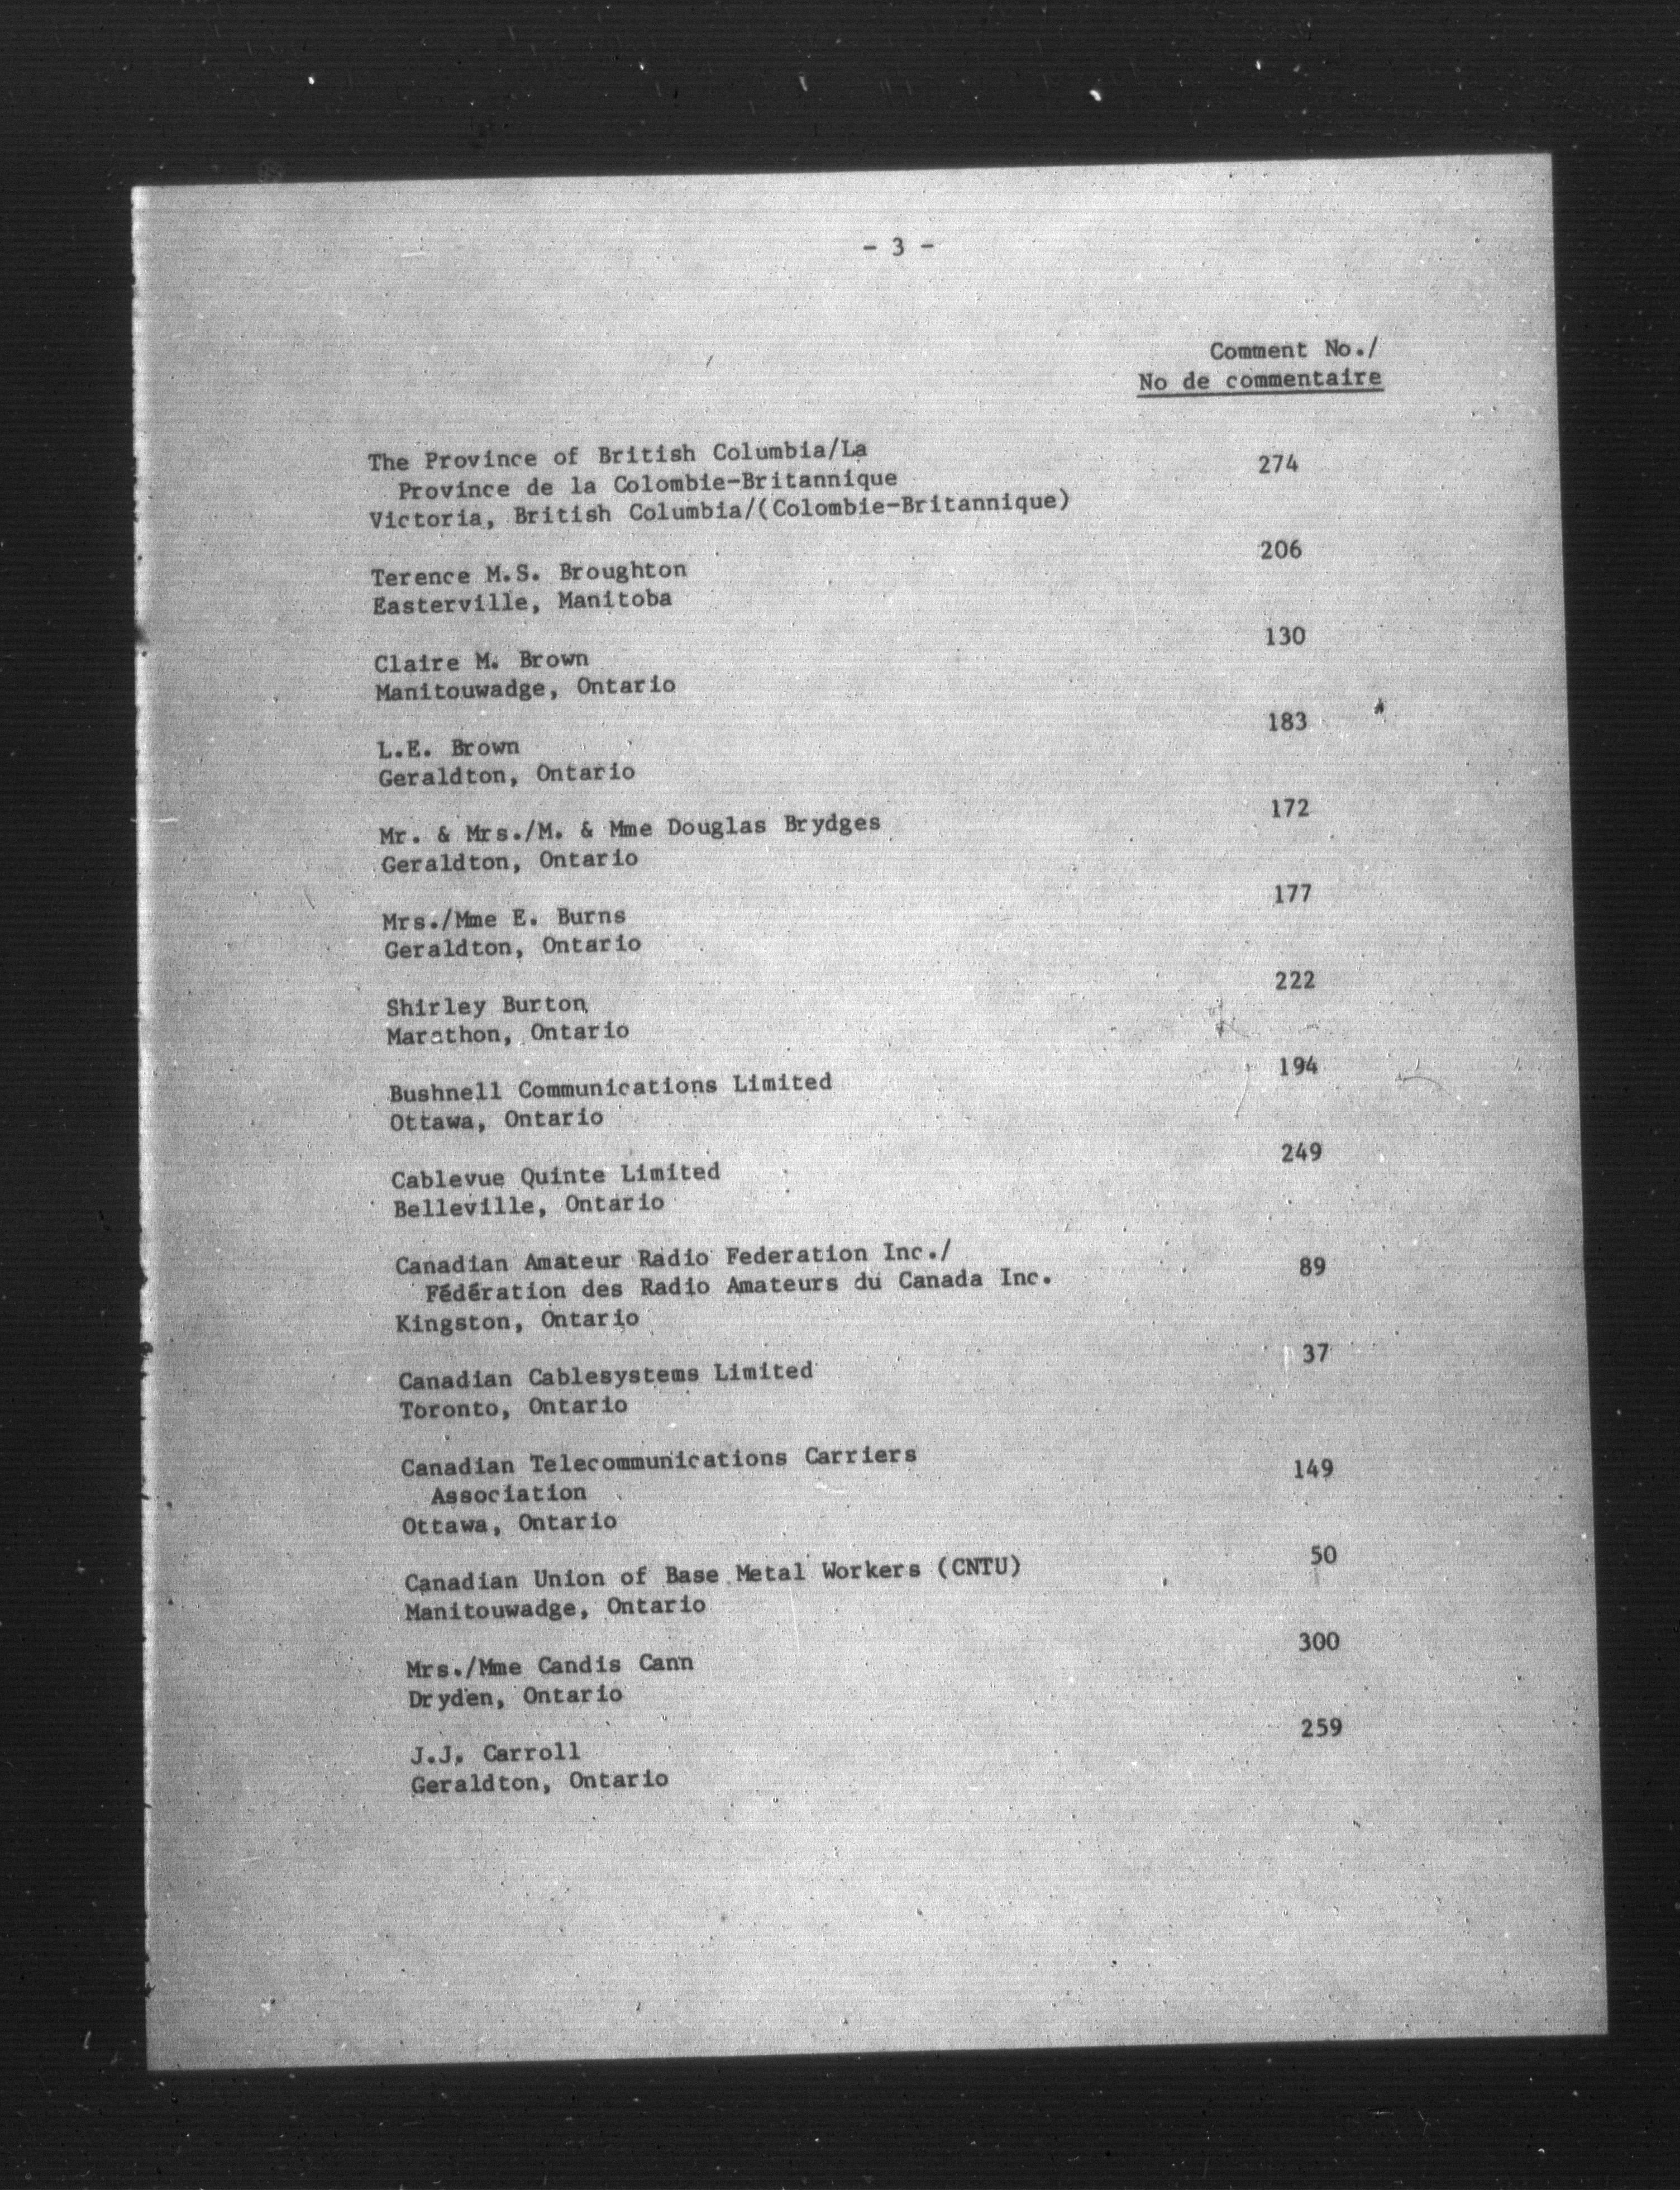 - 3 -
Comment No./
No de commentaire
The Province of British Columbia/La
Province de la Colombie-Britannique 274
Victoria, British Columbia/(Colombie-Britannique)
Terence M.S. Broughton 206
Easterville, Manitoba
Claire M. Brown 130
Manitouwadge, Ontario
L.E. Brown 183
Geraldton, Ontario
Mr. & Mrs./M. & Mme Douglas Brydges 172
Geraldton, Ontario
Mrs./Mme E. Burns 177
Geraldton, Ontario
Shirley Burton 222
Marathon, Ontario
Bushnell Communications Limited 194
Ottawa, Ontario
Cablevue Quinte Limited 249
Belleville, Ontario
Canadian Amateur Radio Federation Inc./
Fédération des Radio Amateurs du Canada Inc. 89
Kingston, Ontario
Canadian Cablesystems Limited 37
Toronto, Ontario
Canadian Telecommunications Carriers
Association 149
Ottawa, Ontario
Canadian Union of Base Metal Workers (CNTU) 50
Manitouwadge, Ontario
Mrs./Mme Candis Cann 300
Dryden, Ontario
J.J. Carroll 259
Geraldton, Ontario